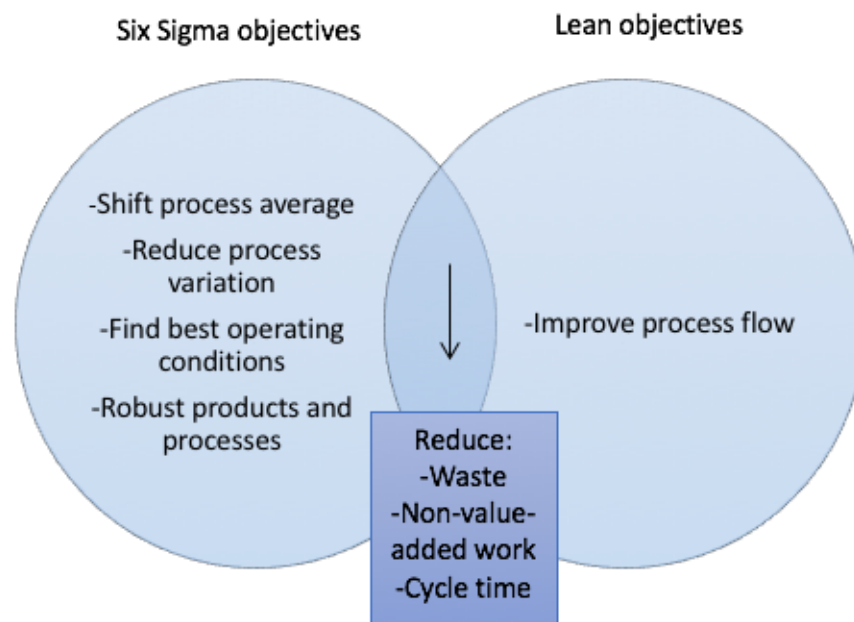 Six Sigma objectives
Lean objectives
-Shift process average
-Reduce process
variation
-Find best operating
conditions
-Robust products and
processes
-Improve process flow
Reduce:
-Waste
-Non-value-
added work
-Cycle time